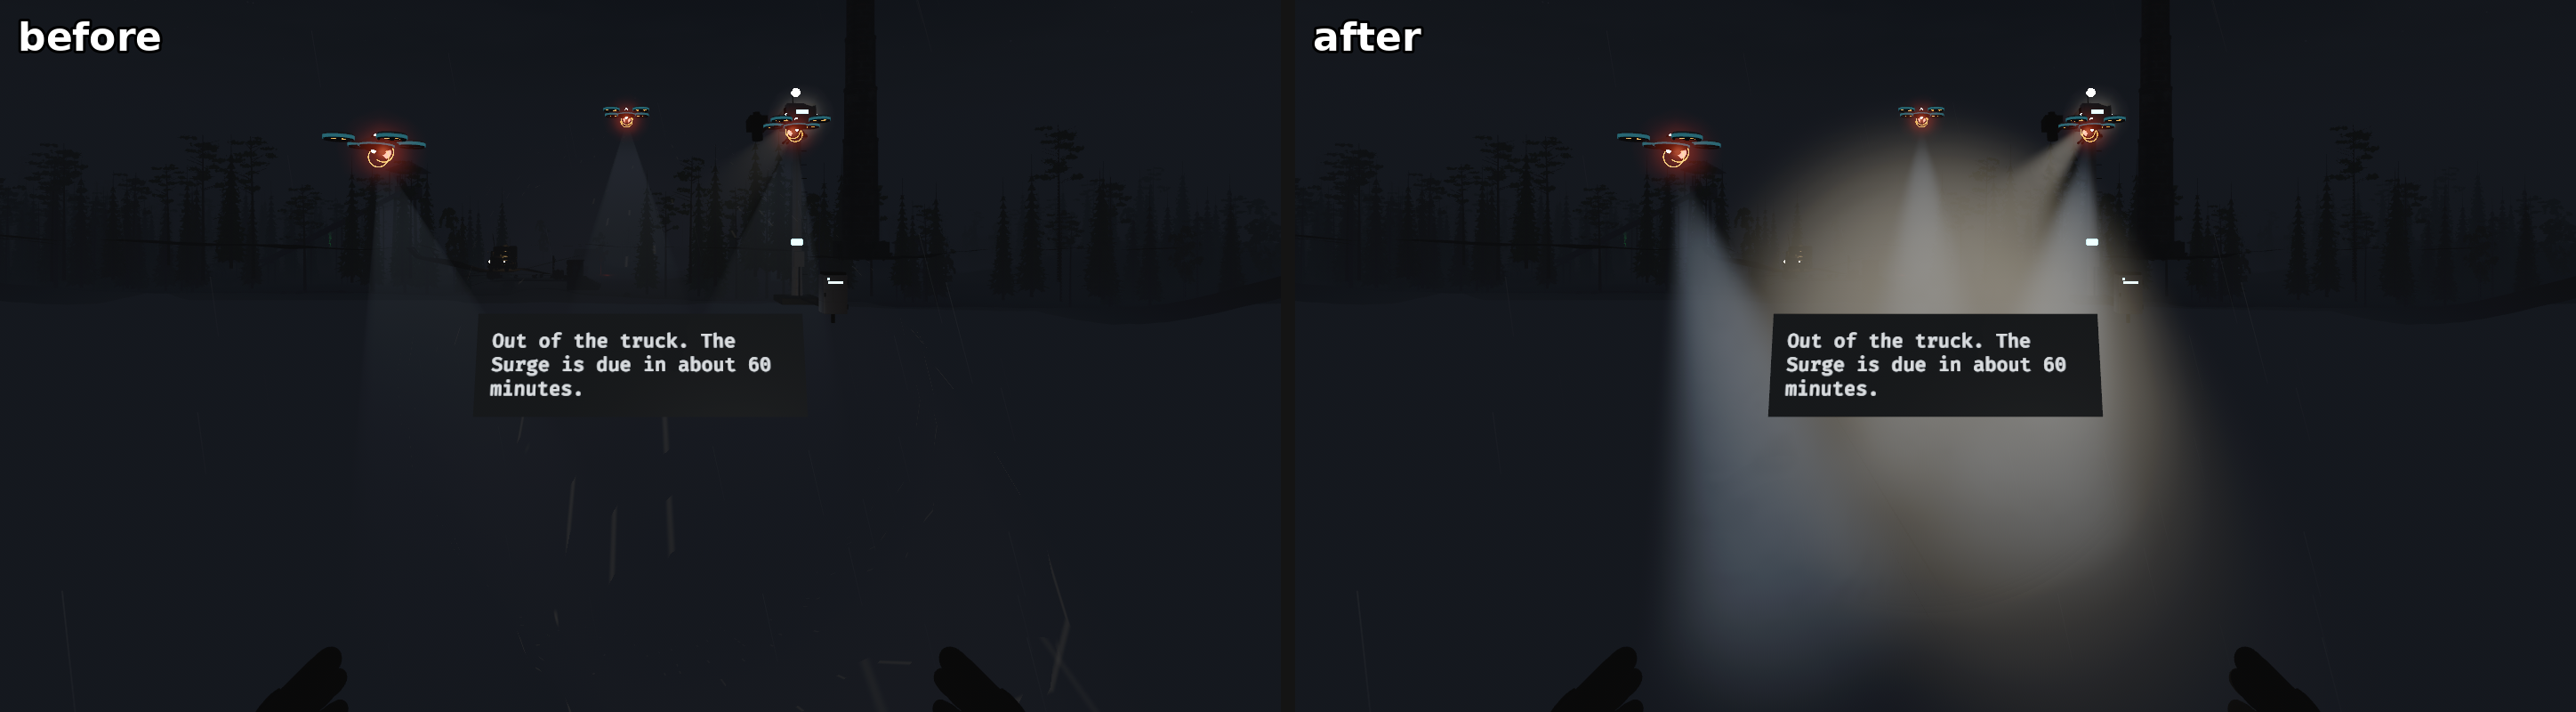 before
after
Out of the truck. The
Surge is due in about 60
minutes.
Out of the truck. The
Surge is due in about 60
minutes.